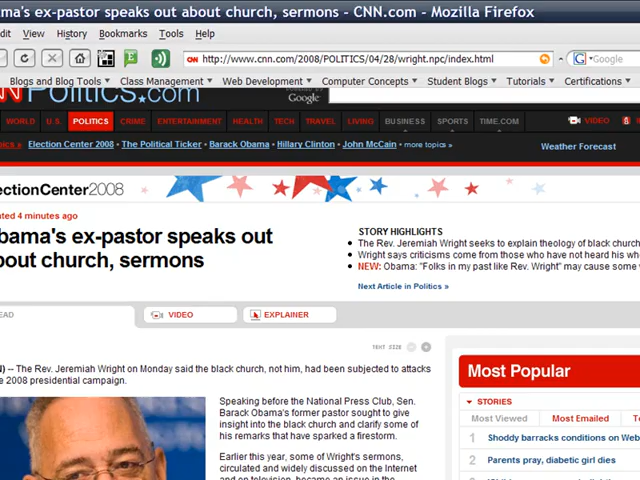 bama's ex-pastor speaks out about church, sermons - CNN.com - Mozilla Firefox
View History Bookmarks Tools Help
http://www.cnn.com/2008/POLITICS/04/28/wright.npc/index.html
Google
Blogs and Blog Tools Class Management Web Development Computer Concepts Student Blogs Tutorials Certifications
POLITICS.com
Google
WORLD U.S. POLITICS CRIME ENTERTAINMENT HEALTH TECH TRAVEL LIVING BUSINESS SPORTS TIME.COM VIDEO
Election Center 2008 • The Political Ticker • Barack Obama • Hillary Clinton • John McCain • more topics »
Weather Forecast
ectionCenter2008
ated 4 minutes ago
bama's ex-pastor speaks out
bout church, sermons
STORY HIGHLIGHTS
• The Rev. Jeremiah Wright seeks to explain theology of black church
• Wright says criticisms come from those who have not heard his wh
• NEW: Obama: "Folks in my past like Rev. Wright" may cause some
Next Article in Politics »
EAD
VIDEO
EXPLAINER
TEXT SIZE
N) -- The Rev. Jeremiah Wright on Monday said the black church, not him, had been subjected to attacks
e 2008 presidential campaign.
Speaking before the National Press Club, Sen.
Barack Obama's former pastor sought to give
insight into the black church and clarify some of
his remarks that have sparked a firestorm.
Earlier this year, some of Wright's sermons,
circulated and widely discussed on the Internet
Most Popular
STORIES
Most Viewed Most Emailed
1 Shoddy barracks conditions on Web
2 Parents pray, diabetic girl dies